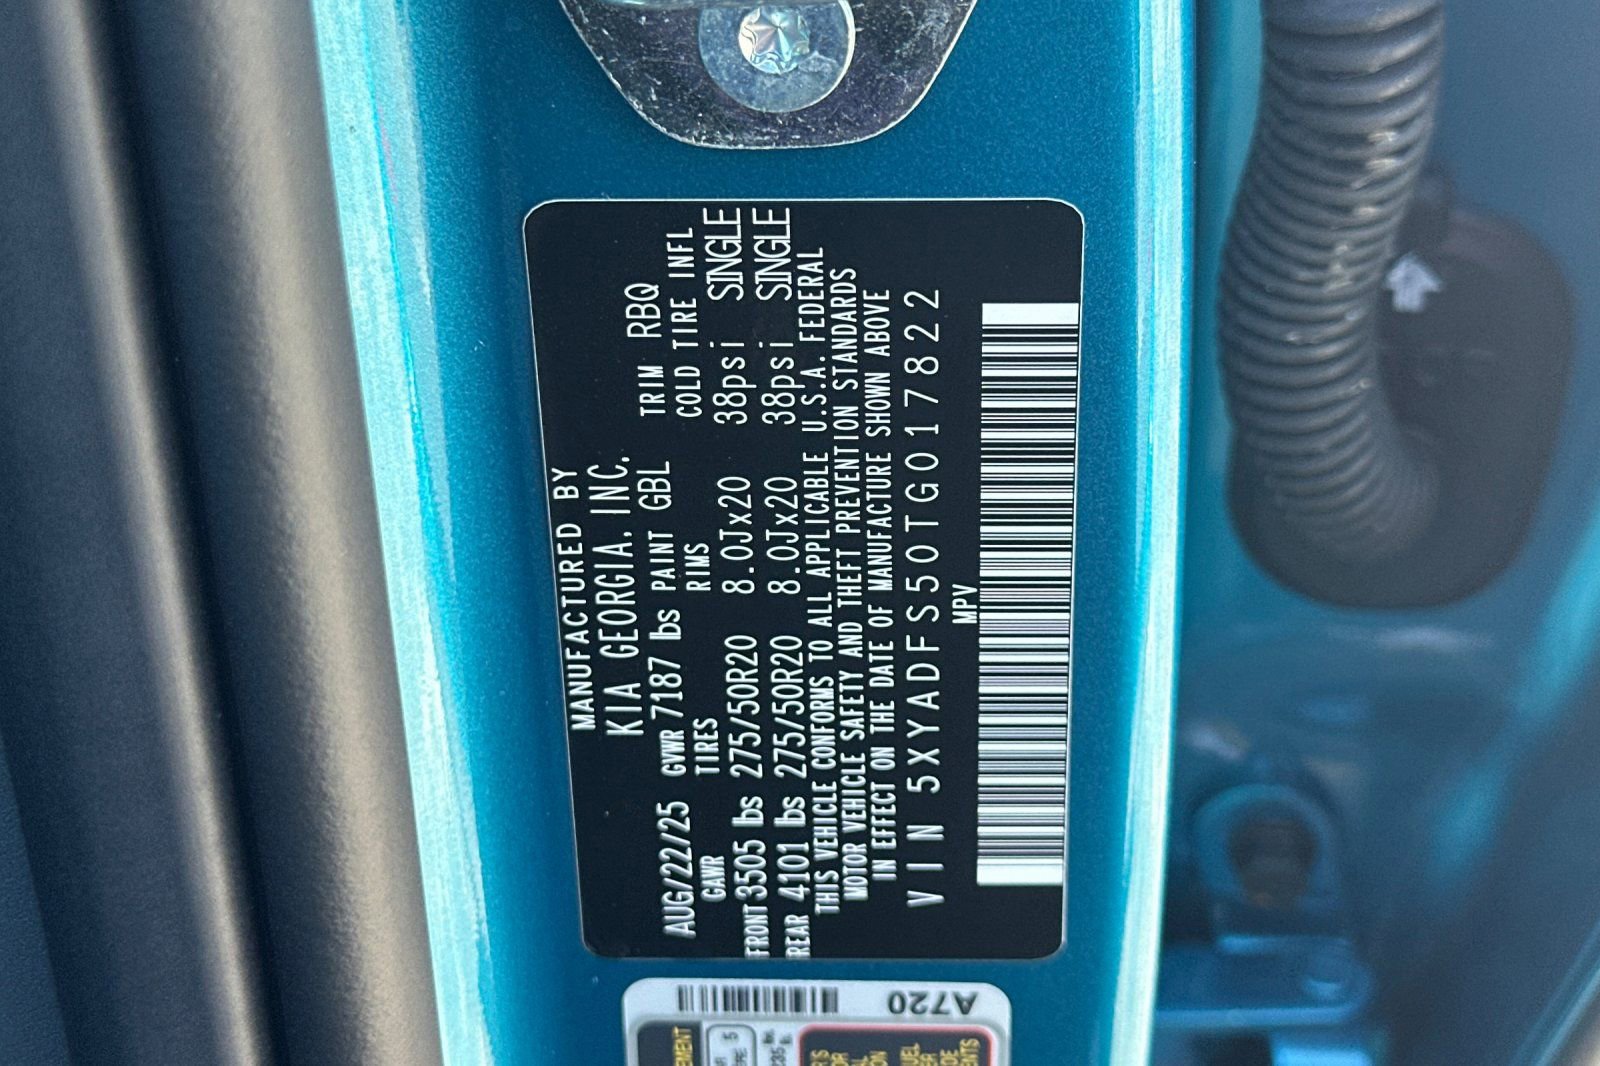 MANUFACTURED BY
KIA GEORGIA, INC.
AUG/22/25 GVWR 7187 lbs PAINT GBL TRIM RBQ
GAWR TIRES RIMS COLD TIRE INFL
FRONT 3505 lbs 275/50R20 8.0Jx20 38psi SINGLE
REAR 4101 lbs 275/50R20 8.0Jx20 38psi SINGLE
THIS VEHICLE CONFORMS TO ALL APPLICABLE U.S.A. FEDERAL
MOTOR VEHICLE SAFETY AND THEFT PREVENTION STANDARDS
IN EFFECT ON THE DATE OF MANUFACTURE SHOWN ABOVE
VIN 5XYADFS50TG017822
MPV
A720